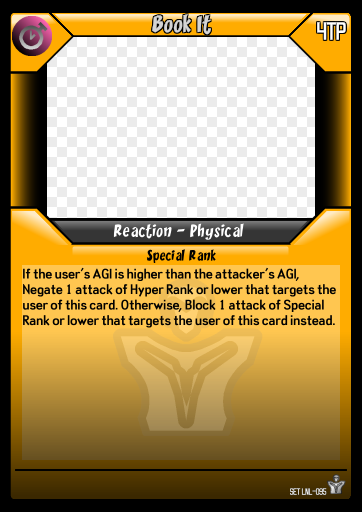 Book It
4TP
Reaction - Physical
Special Rank
If the user's AGI is higher than the attacker's AGI,
Negate 1 attack of Hyper Rank or lower that targets the
user of this card. Otherwise, Block 1 attack of Special
Rank or lower that targets the user of this card instead.
SET LNL-095